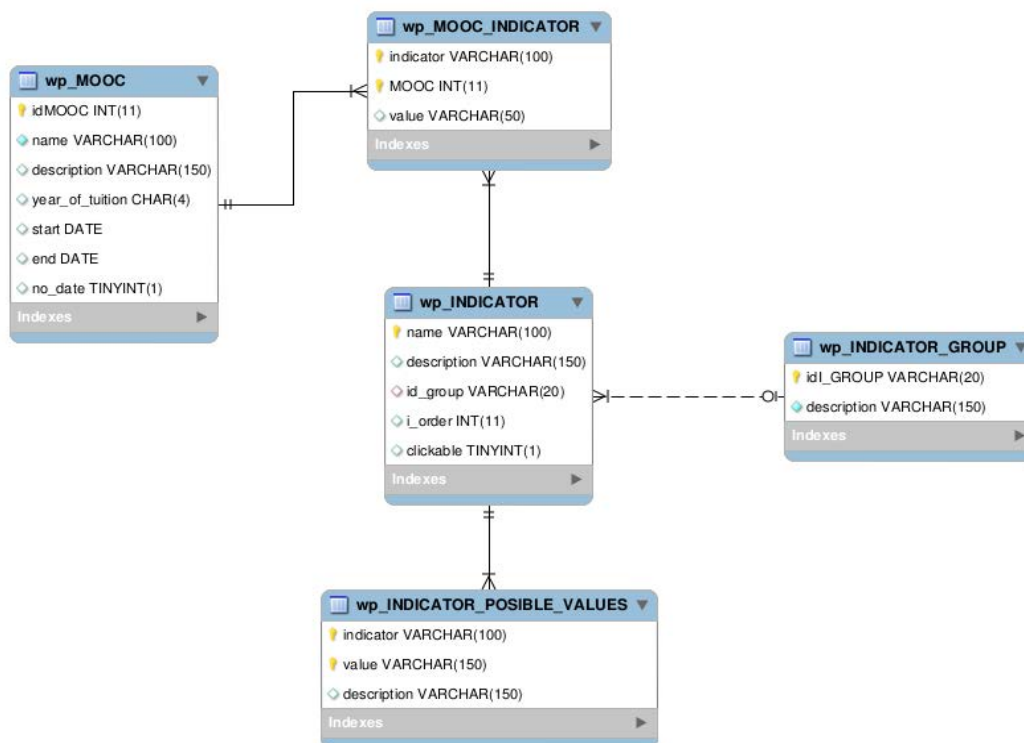 wp_MOOC_INDICATOR
indicator VARCHAR(100)
MOOC INT(11)
value VARCHAR(50)
Indexes
wp_MOOC
idMOOC INT(11)
name VARCHAR(100)
description VARCHAR(150)
year_of_tuition CHAR(4)
start DATE
end DATE
no_date TINYINT(1)
Indexes
wp_INDICATOR
name VARCHAR(100)
description VARCHAR(150)
id_group VARCHAR(20)
i_order INT(11)
clickable TINYINT(1)
Indexes
wp_INDICATOR_GROUP
idI_GROUP VARCHAR(20)
description VARCHAR(150)
Indexes
wp_INDICATOR_POSIBLE_VALUES
indicator VARCHAR(100)
value VARCHAR(150)
description VARCHAR(150)
Indexes